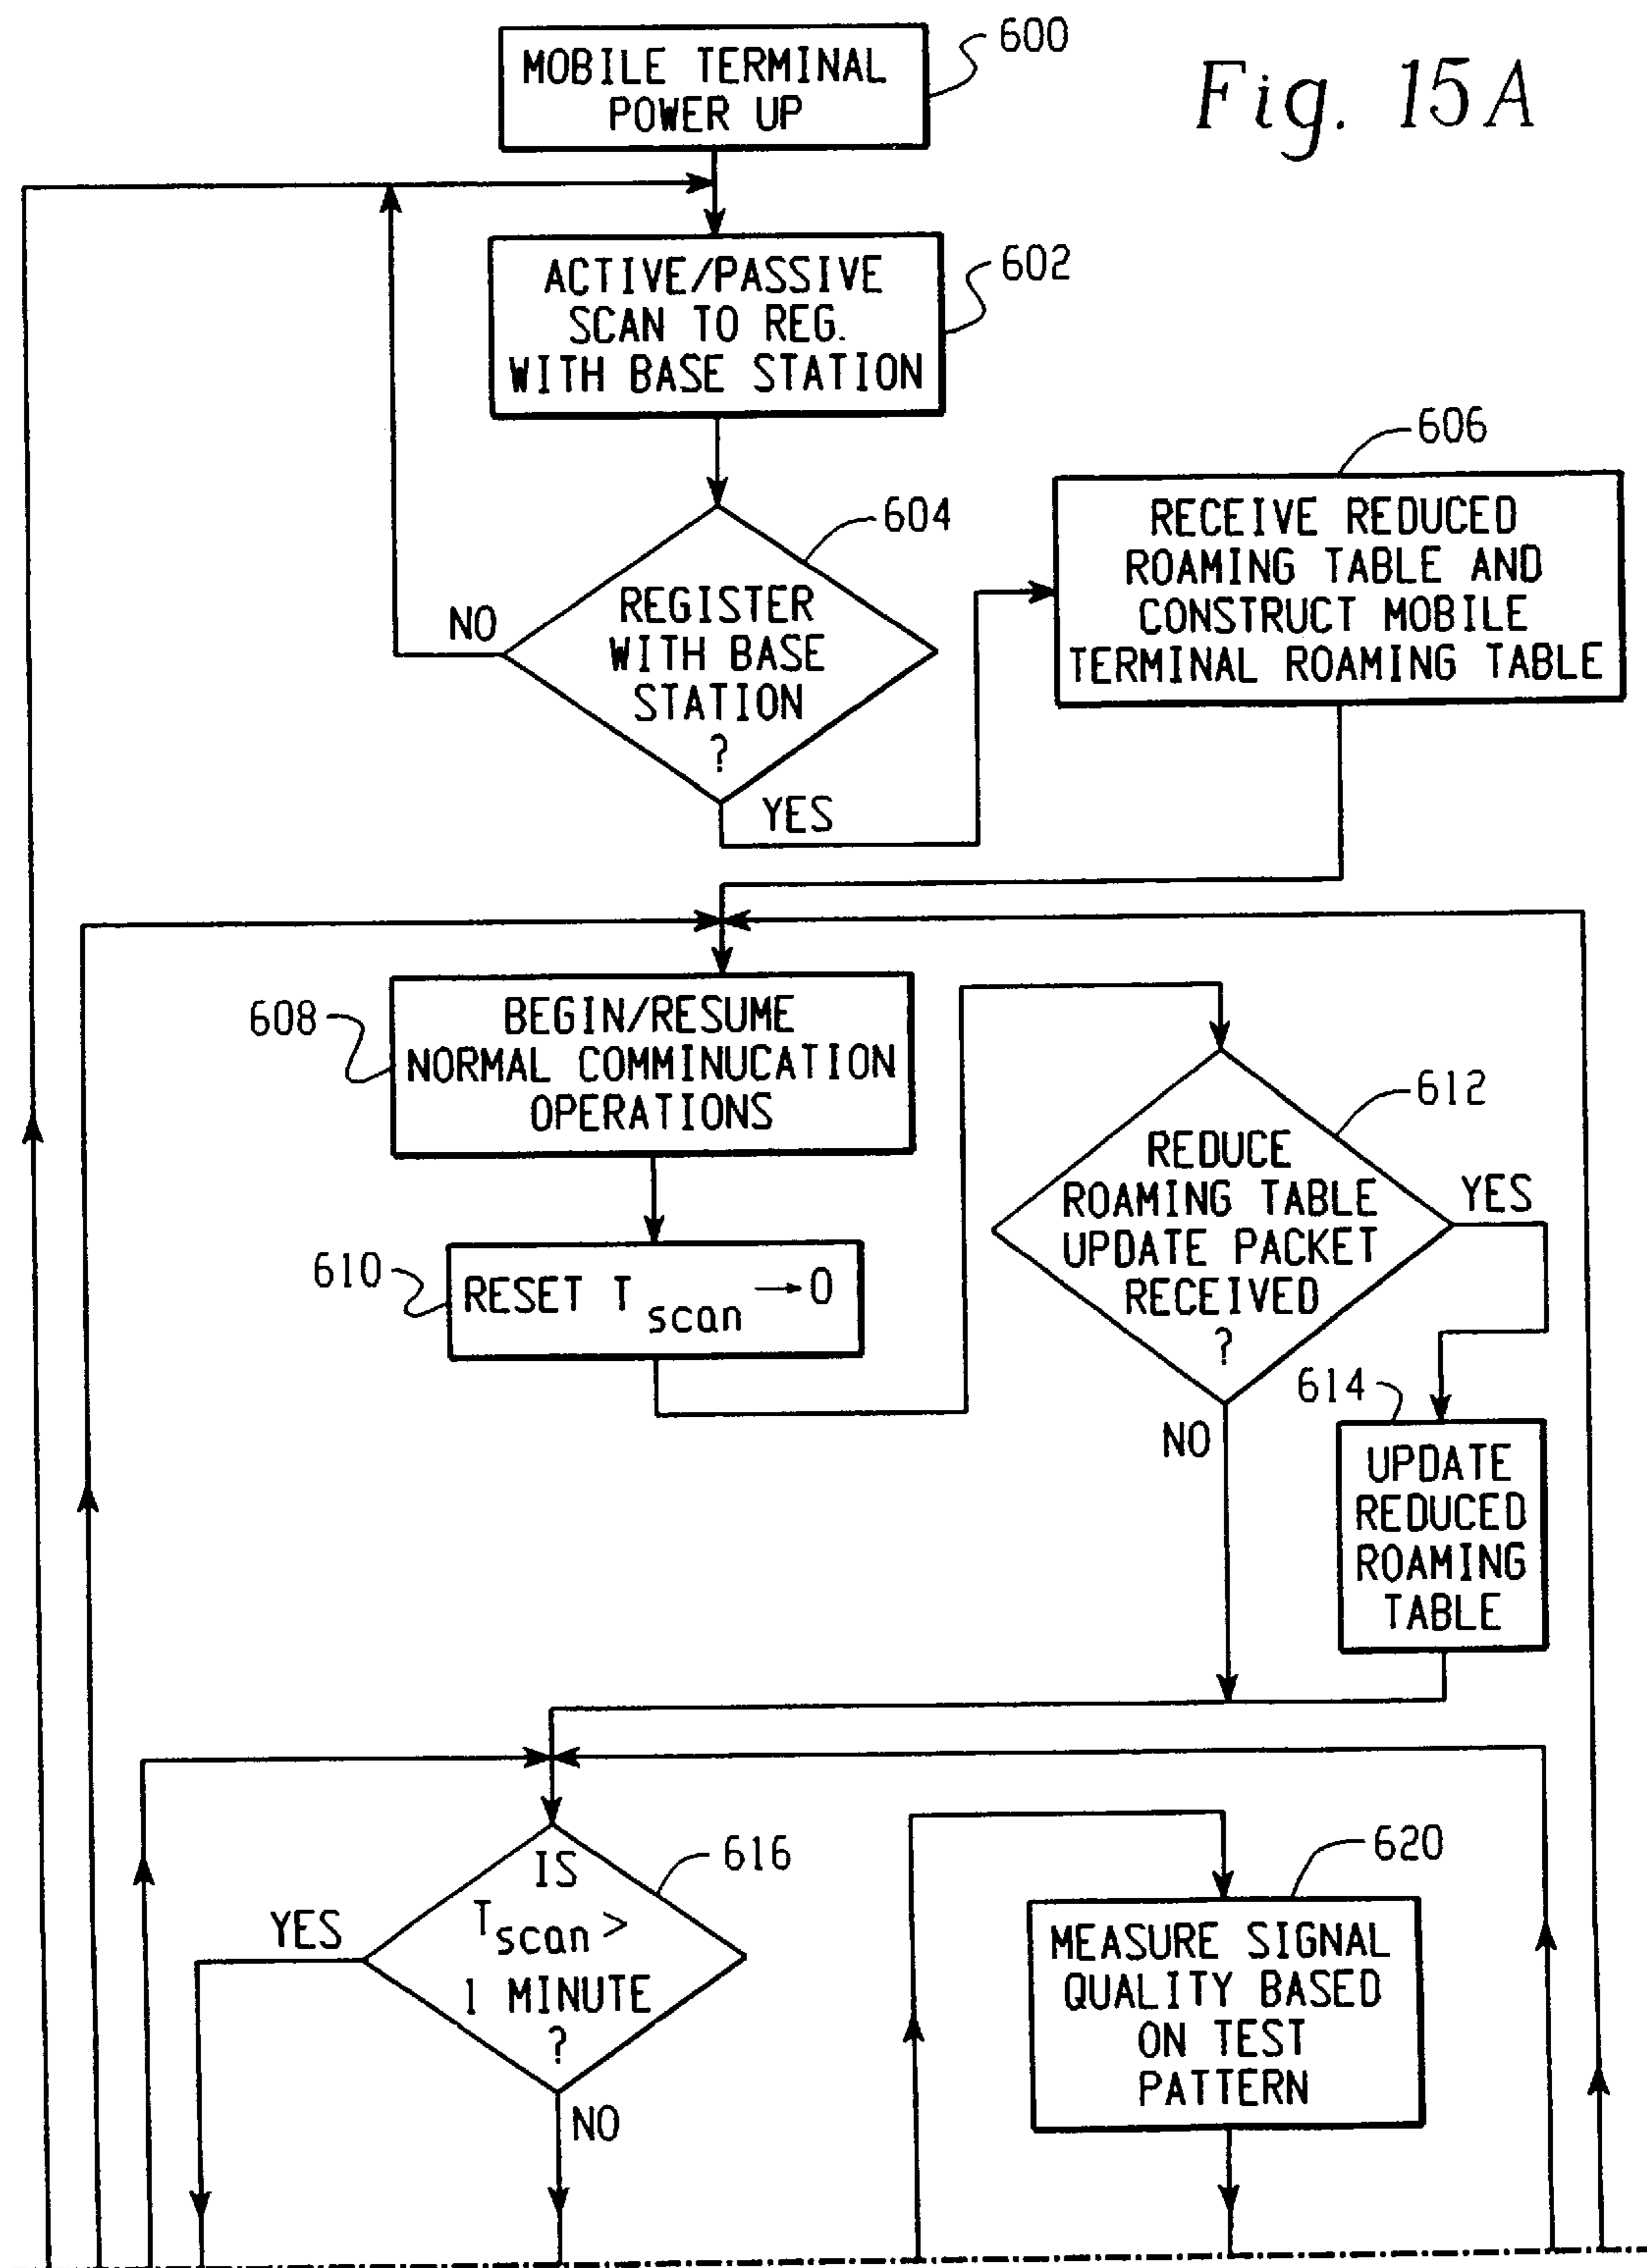 Fig. 15A
MOBILE TERMINAL
POWER UP
600
ACTIVE/PASSIVE
SCAN TO REG.
WITH BASE STATION
602
REGISTER
WITH BASE
STATION
?
604
NO
YES
606
RECEIVE REDUCED
ROAMING TABLE AND
CONSTRUCT MOBILE
TERMINAL ROAMING TABLE
608
BEGIN/RESUME
NORMAL COMMINUCATION
OPERATIONS
610
RESET Tscan →0
612
REDUCE
ROAMING TABLE
UPDATE PACKET
RECEIVED
?
YES
NO
614
UPDATE
REDUCED
ROAMING
TABLE
616
IS
Tscan >
1 MINUTE
?
YES
NO
620
MEASURE SIGNAL
QUALITY BASED
ON TEST
PATTERN